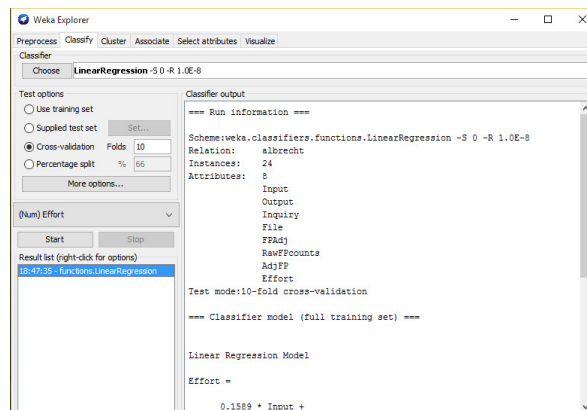 Weka Explorer
Preprocess Classify Cluster Associate Select attributes Visualize
Classifier
Choose LinearRegression -S 0 -R 1.0E-8
Test options
Use training set
Supplied test set Set...
Cross-validation Folds 10
Percentage split % 66
More options...
(Num) Effort
Start Stop
Result list (right-click for options)
18:47:35 - functions.LinearRegression
Classifier output
=== Run information ===
Scheme:weka.classifiers.functions.LinearRegression -S 0 -R 1.0E-8
Relation: albrecht
Instances: 24
Attributes: 8
Input
Output
Inquiry
File
FPAdj
RawFPcounts
AdjFP
Effort
Test mode:10-fold cross-validation
=== Classifier model (full training set) ===
Linear Regression Model
Effort =
0.1589 * Input +